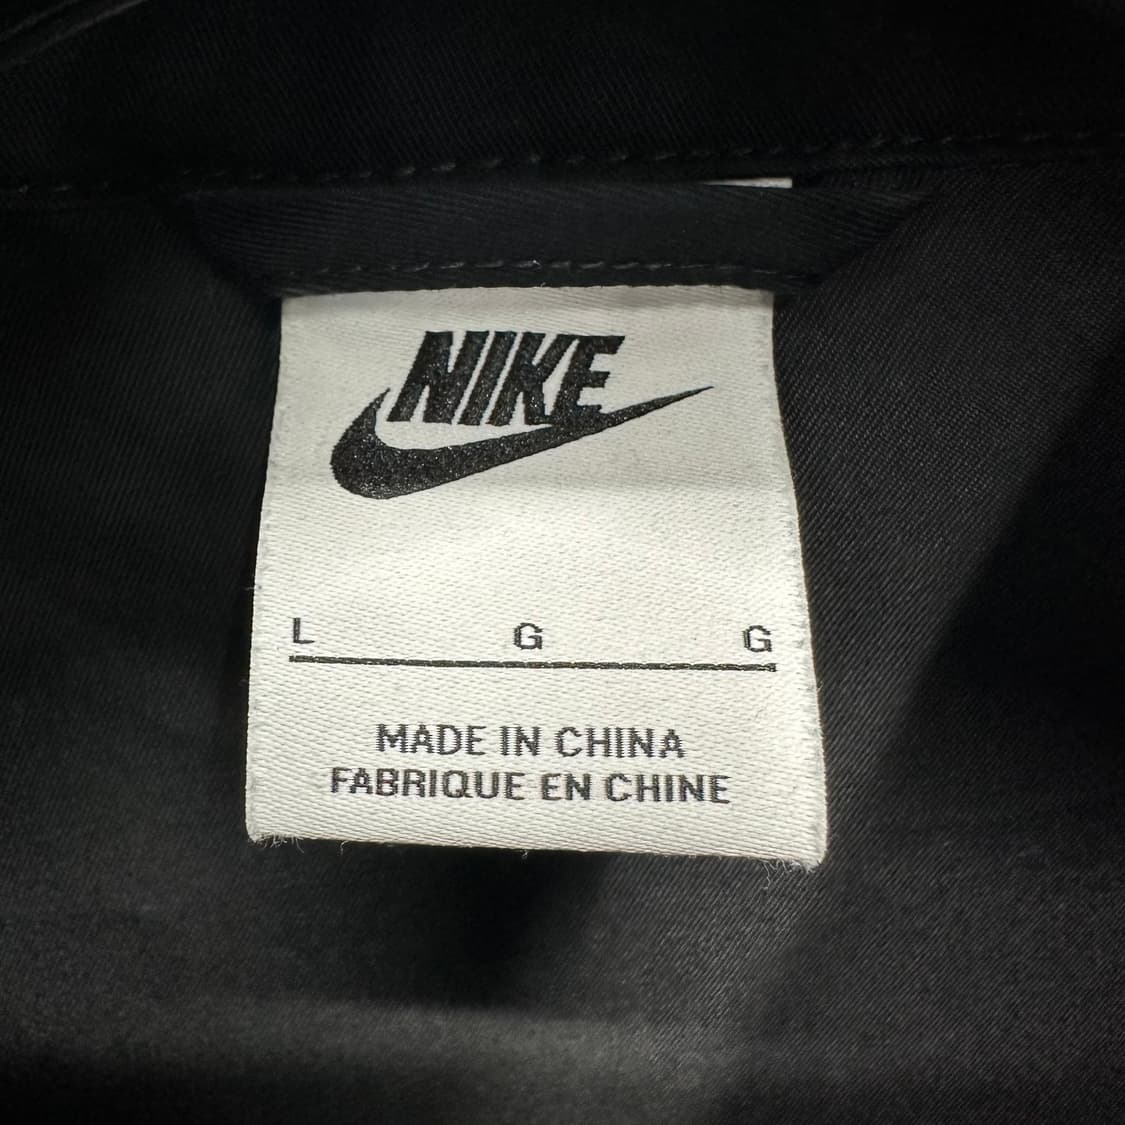 NIKE
L G G
MADE IN CHINA
FABRIQUE EN CHINE